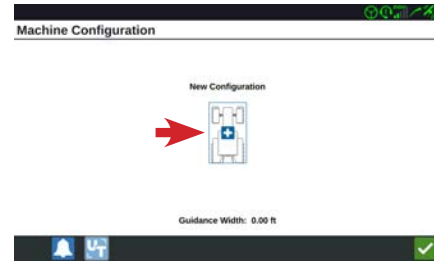 Machine Configuration
New Configuration
Guidance Width: 0.00 ft
UT